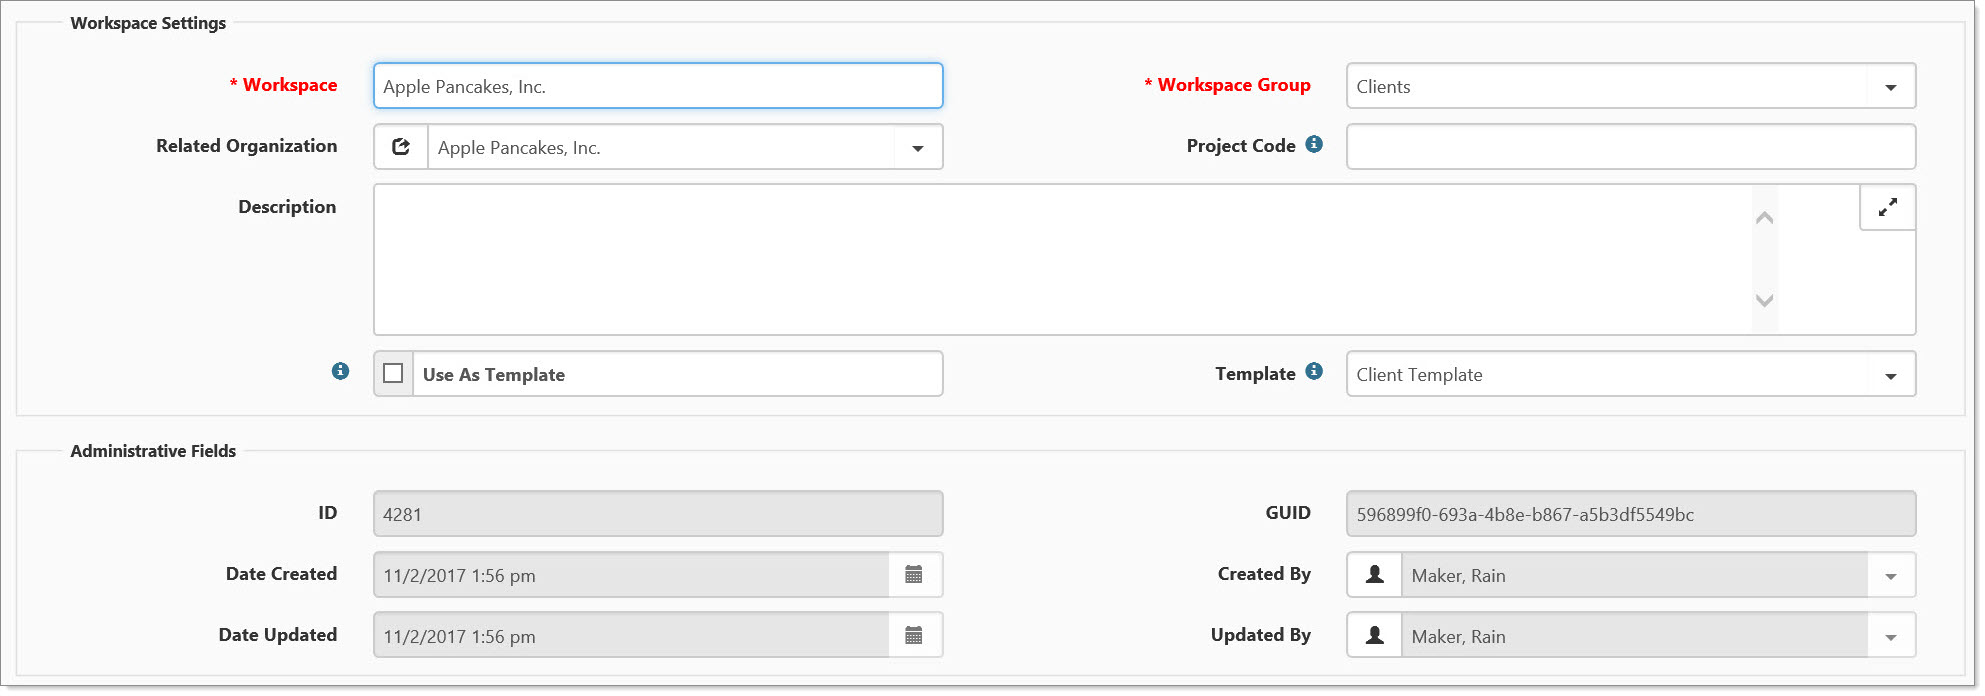 Workspace Settings
* Workspace Apple Pancakes, Inc. * Workspace Group Clients
Related Organization Apple Pancakes, Inc. Project Code
Description
Use As Template Template Client Template
Administrative Fields
ID 4281 GUID 596899f0-693a-4b8e-b867-a5b3df5549bc
Date Created 11/2/2017 1:56 pm Created By Maker, Rain
Date Updated 11/2/2017 1:56 pm Updated By Maker, Rain